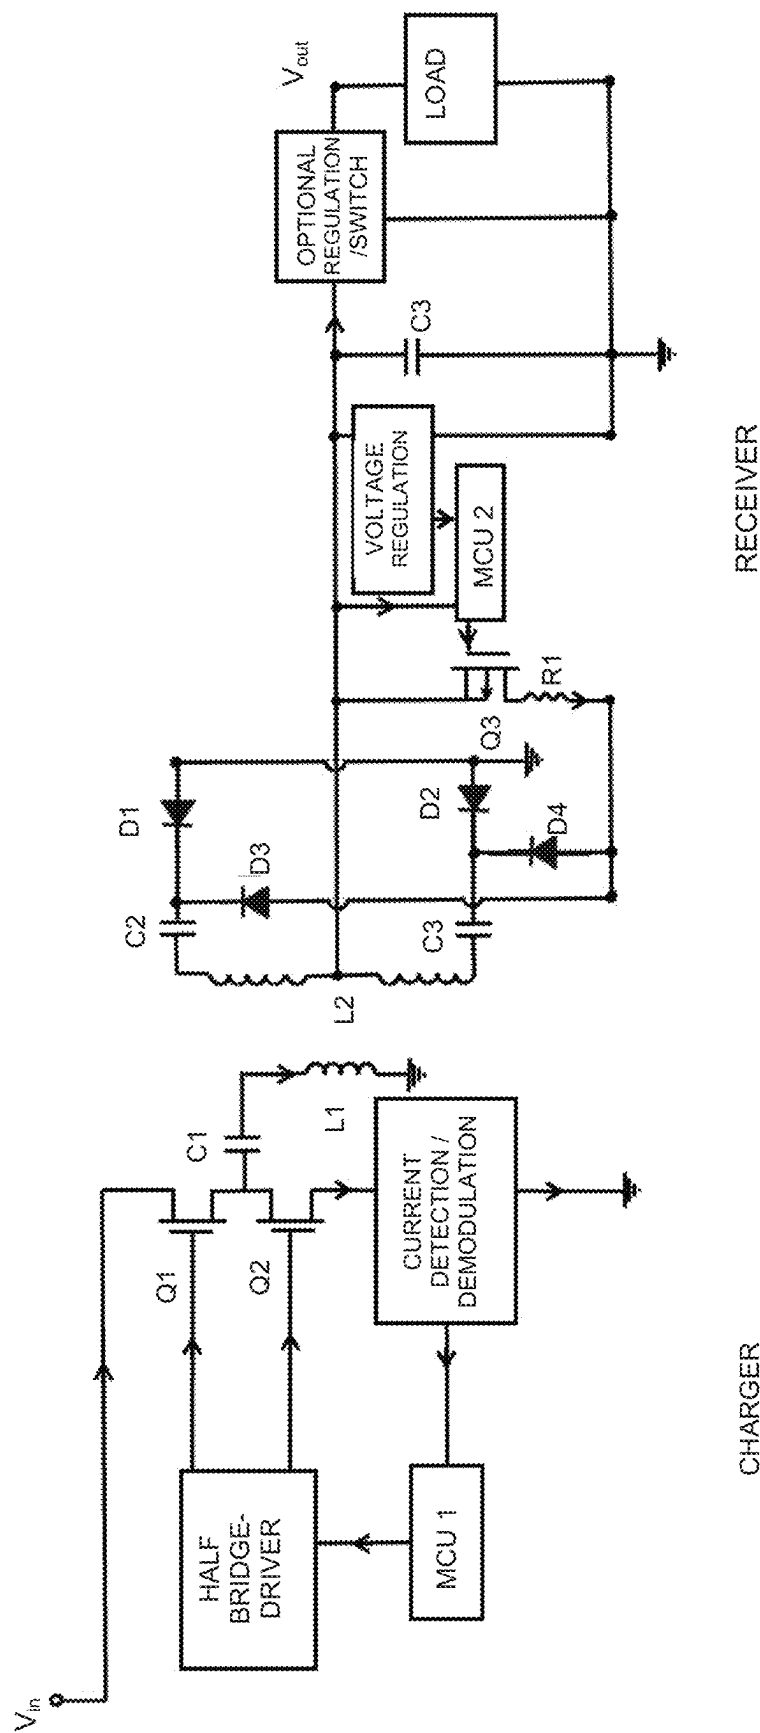 V_in
HALF
BRIDGE-
DRIVER
MCU 1
Q1
Q2
C1
L1
CURRENT
DETECTION /
DEMODULATION
CHARGER
L2
C2
C3
D1
D3
D2
D4
Q3
R1
VOLTAGE
REGULATION
MCU 2
C3
OPTIONAL
REGULATION
/SWITCH
V_out
LOAD
RECEIVER